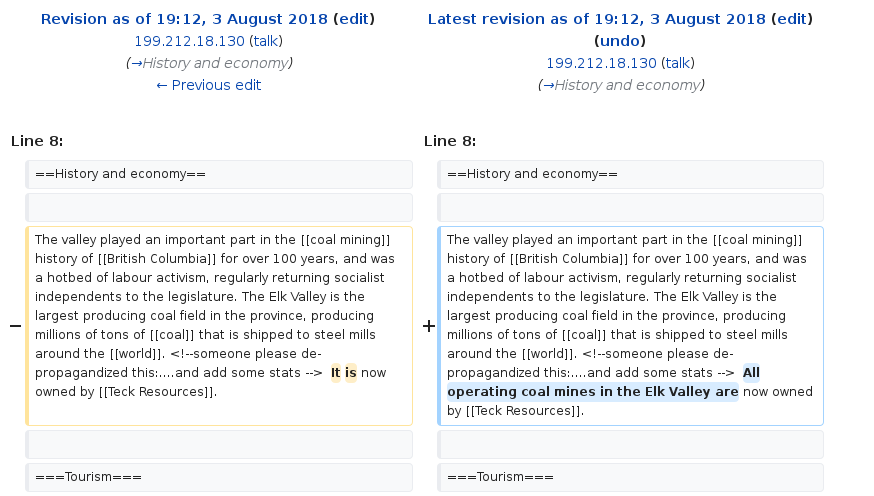 Revision as of 19:12, 3 August 2018 (edit)
199.212.18.130 (talk)
(→History and economy)
← Previous edit
Latest revision as of 19:12, 3 August 2018 (edit)
(undo)
199.212.18.130 (talk)
(→History and economy)
Line 8:
Line 8:
==History and economy==
==History and economy==
−
The valley played an important part in the [[coal mining]]
history of [[British Columbia]] for over 100 years, and was
a hotbed of labour activism, regularly returning socialist
independents to the legislature. The Elk Valley is the
largest producing coal field in the province, producing
millions of tons of [[coal]] that is shipped to steel mills
around the [[world]]. <!--someone please de-
propagandized this:....and add some stats -->  It is now
owned by [[Teck Resources]].
+
The valley played an important part in the [[coal mining]]
history of [[British Columbia]] for over 100 years, and was
a hotbed of labour activism, regularly returning socialist
independents to the legislature. The Elk Valley is the
largest producing coal field in the province, producing
millions of tons of [[coal]] that is shipped to steel mills
around the [[world]]. <!--someone please de-
propagandized this:....and add some stats -->  All
operating coal mines in the Elk Valley are now owned
by [[Teck Resources]].
===Tourism===
===Tourism===